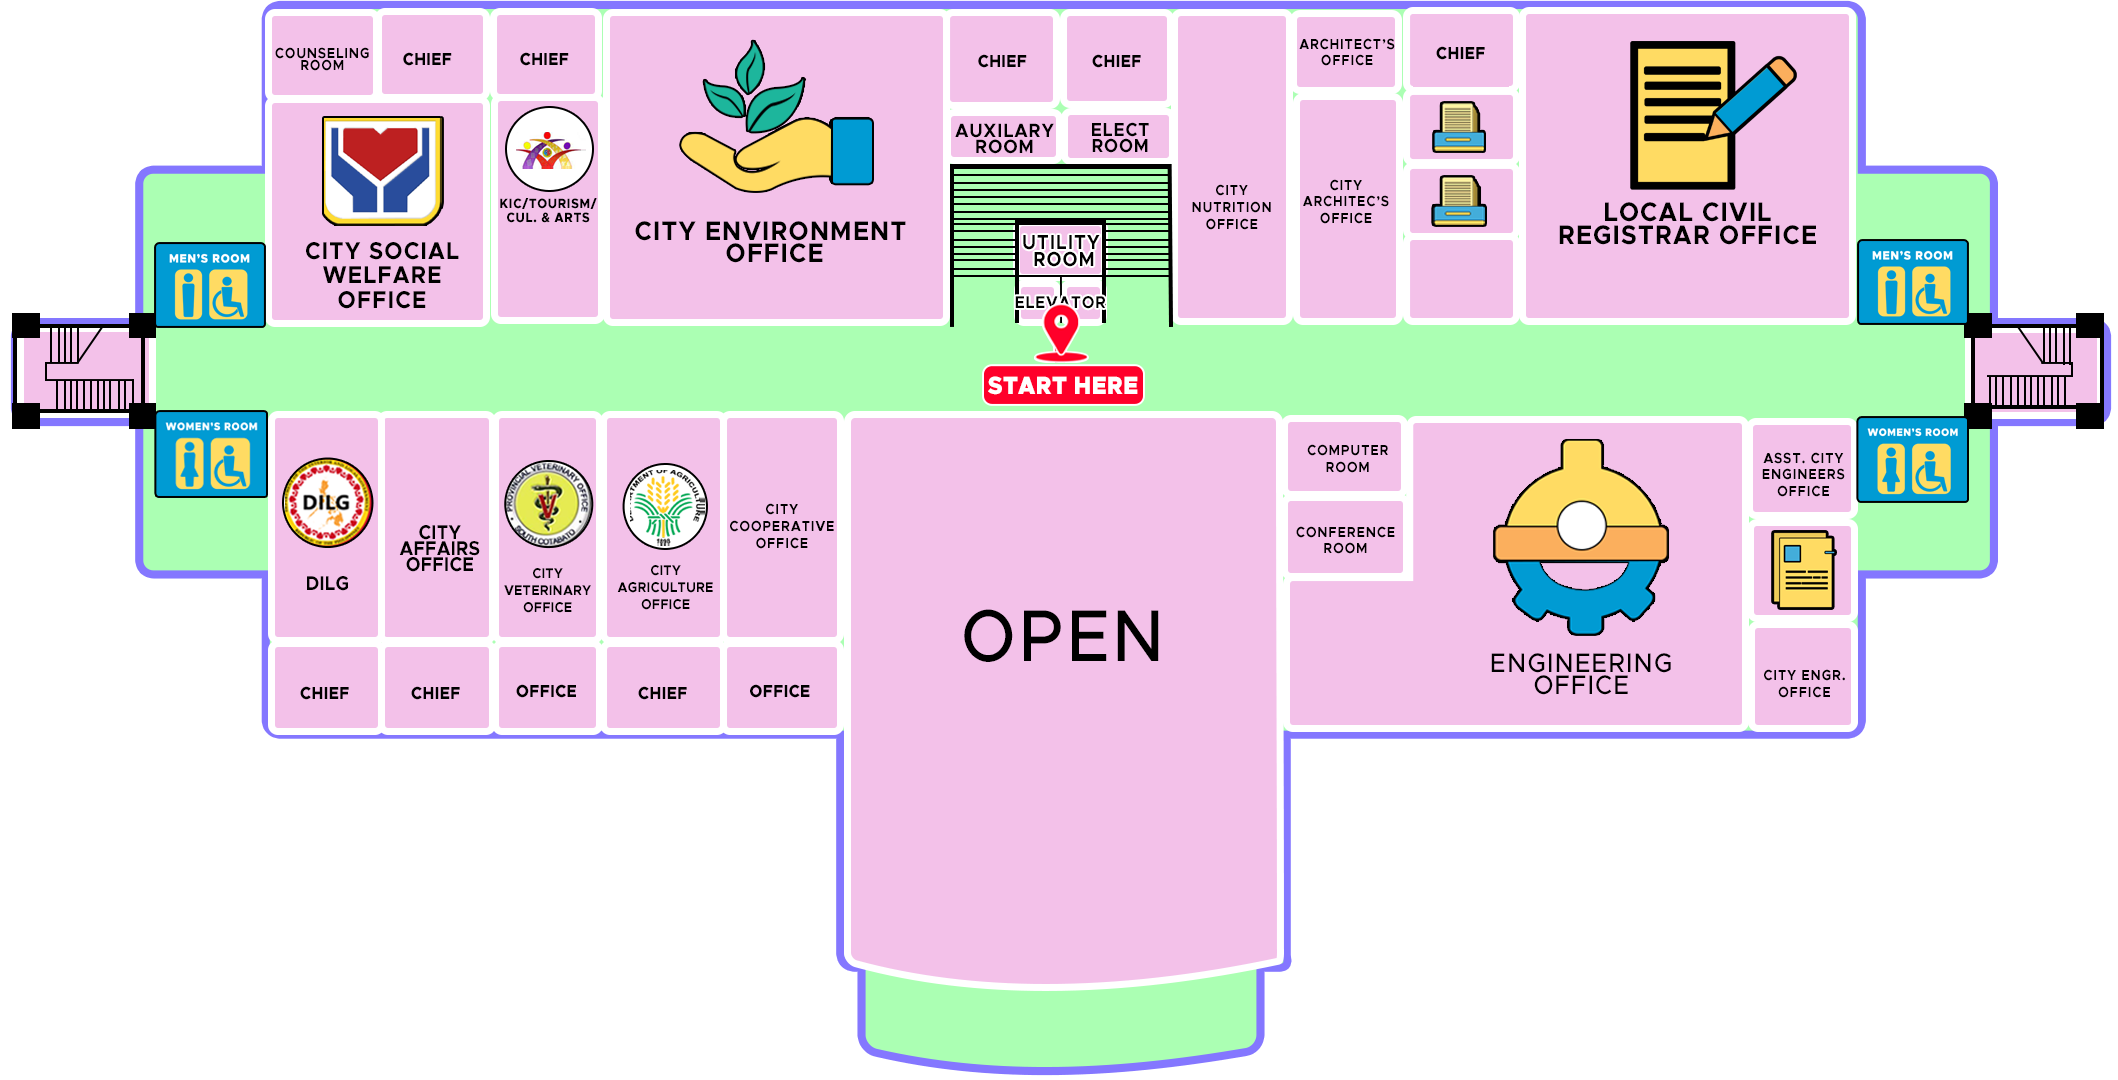 COUNSELING
ROOM
CHIEF
CHIEF
CHIEF
CHIEF
ARCHITECT'S
OFFICE
CHIEF
AUXILARY
ROOM
ELECT
ROOM
KIC/TOURISM/
CUL. & ARTS
CITY ENVIRONMENT
OFFICE
CITY SOCIAL
WELFARE
OFFICE
UTILITY
ROOM
ELEVATOR
CITY
NUTRITION
OFFICE
CITY
ARCHITEC'S
OFFICE
LOCAL CIVIL
REGISTRAR OFFICE
MEN'S ROOM
MEN'S ROOM
START HERE
WOMEN'S ROOM
WOMEN'S ROOM
DILG
DILG
CITY
AFFAIRS
OFFICE
PROVINCIAL VETERINARY OFFICE
SOUTH COTABATO
V
CITY
VETERINARY
OFFICE
CITY
AGRICULTURE
OFFICE
CITY
COOPERATIVE
OFFICE
OPEN
COMPUTER
ROOM
CONFERENCE
ROOM
ENGINEERING
OFFICE
ASST. CITY
ENGINEERS
OFFICE
CITY ENGR.
OFFICE
CHIEF
CHIEF
OFFICE
CHIEF
OFFICE